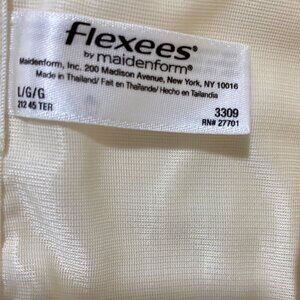 flexees®
by maidenform®
Maidenform, Inc. 200 Madison Avenue, New York, NY 10016
Made in Thailand/ Fait en Thaïlande/ Hecho en Tailandia
L/G/G
212 45 TER
3309
RN# 27701